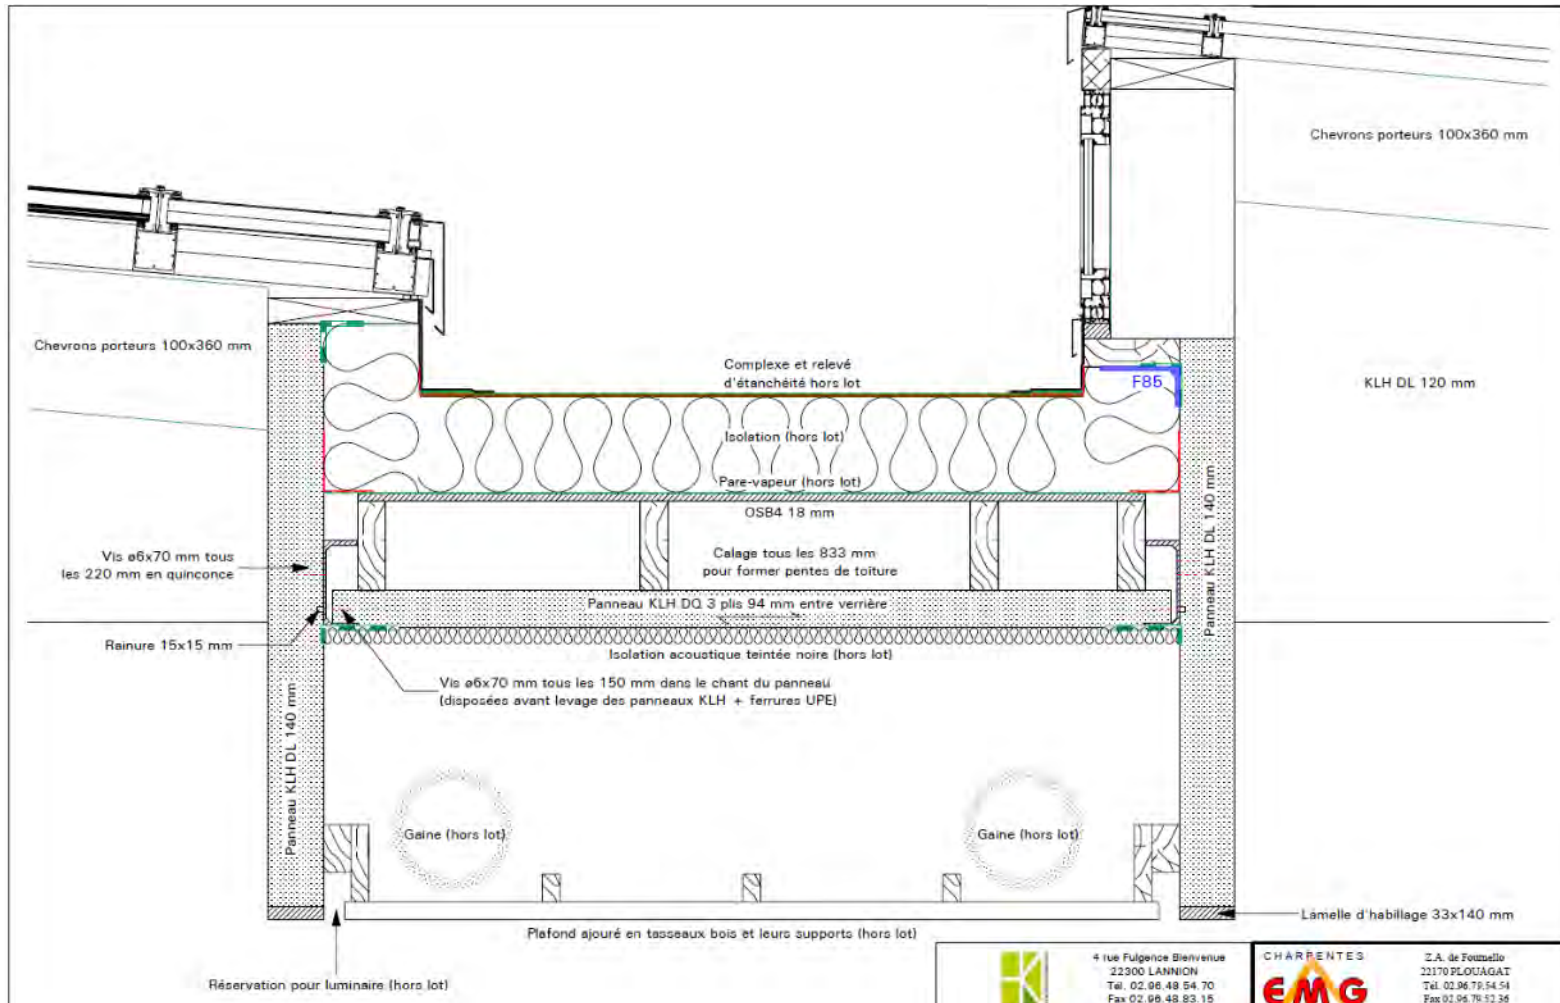 Chevrons porteurs 100x360 mm
Chevrons porteurs 100x360 mm
Complexe et relevé
d'étanchéité hors lot
F85
KLH DL 120 mm
Isolation (hors lot)
Pare-vapeur (hors lot)
OSB4 18 mm
Vis ø6x70 mm tous
les 220 mm en quinconce
Calage tous les 833 mm
pour former pentes de toiture
Panneau KLH DL 140 mm
Panneau KLH DQ 3 plis 94 mm entre verrière
Rainure 15x15 mm
Isolation acoustique teintée noire (hors lot)
Vis ø6x70 mm tous les 150 mm dans le chant du panneau
(disposées avant levage des panneaux KLH + ferrures UPE)
Panneau KLH DL 140 mm
Gaine (hors lot)
Gaine (hors lot)
Lamelle d'habillage 33x140 mm
Plafond ajouré en tasseaux bois et leurs supports (hors lot)
Réservation pour luminaire (hors lot)
4 rue Fulgence Bienvenue
22300 LANNION
Tél. 02.96.48.54.70
Fax 02.96.48.83.15
CHARPENTES
EMG
Z.A. de Fournello
22170 PLOUAGAT
Tél. 02.96.79.54.54
Fax 02.96.79.52.36